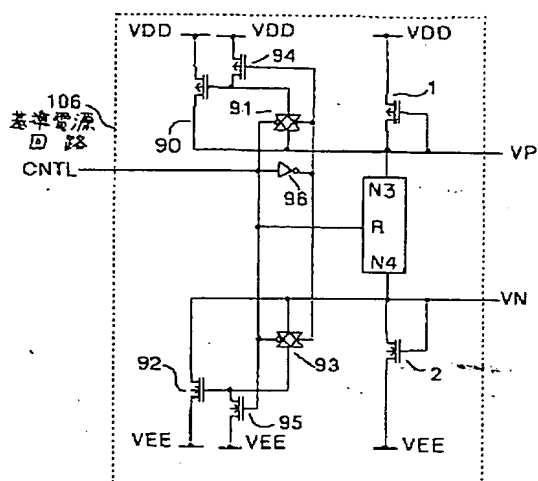 VDD VDD VDD
94
106
基準電源
回路
91
1
90
VP
CNTL
96
N3
R
N4
VN
92
93
2
95
VEE VEE VEE